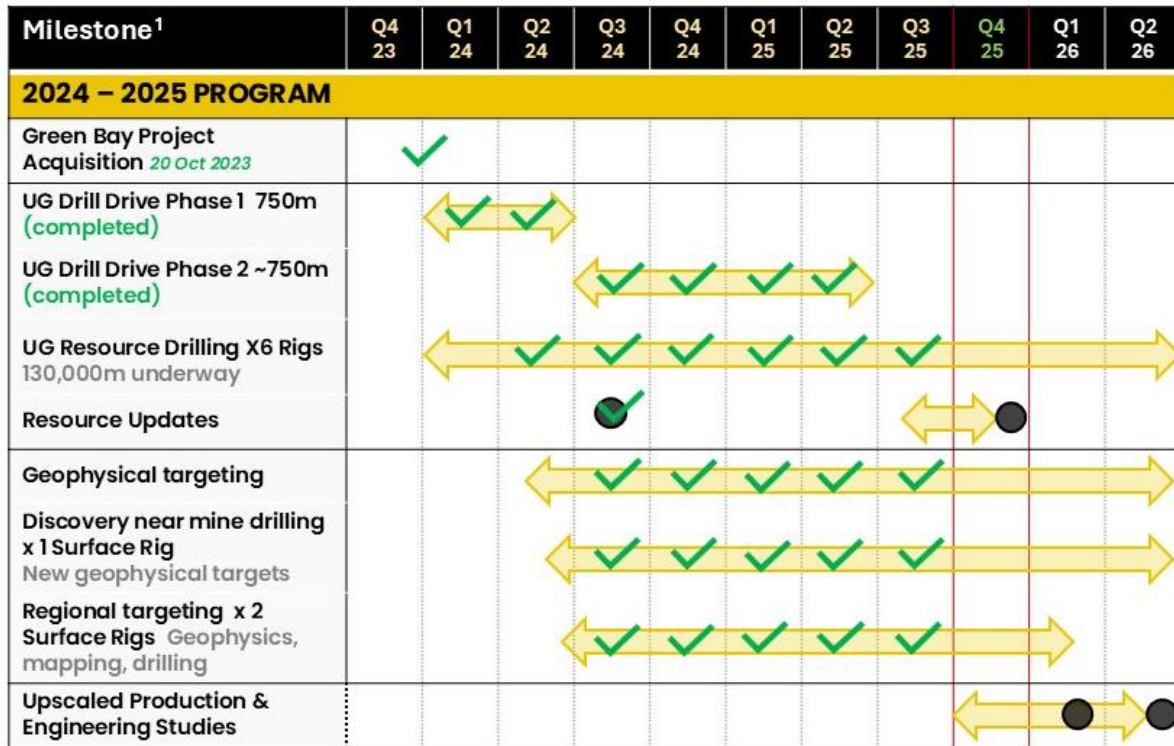 Milestone¹
Q4 23
Q1 24
Q2 24
Q3 24
Q4 24
Q1 25
Q2 25
Q3 25
Q4 25
Q1 26
Q2 26
2024 – 2025 PROGRAM
Green Bay Project
Acquisition 20 Oct 2023
UG Drill Drive Phase 1 750m
(completed)
UG Drill Drive Phase 2 ~750m
(completed)
UG Resource Drilling X6 Rigs
130,000m underway
Resource Updates
Geophysical targeting
Discovery near mine drilling
x 1 Surface Rig
New geophysical targets
Regional targeting x 2
Surface Rigs Geophysics,
mapping, drilling
Upscaled Production &
Engineering Studies